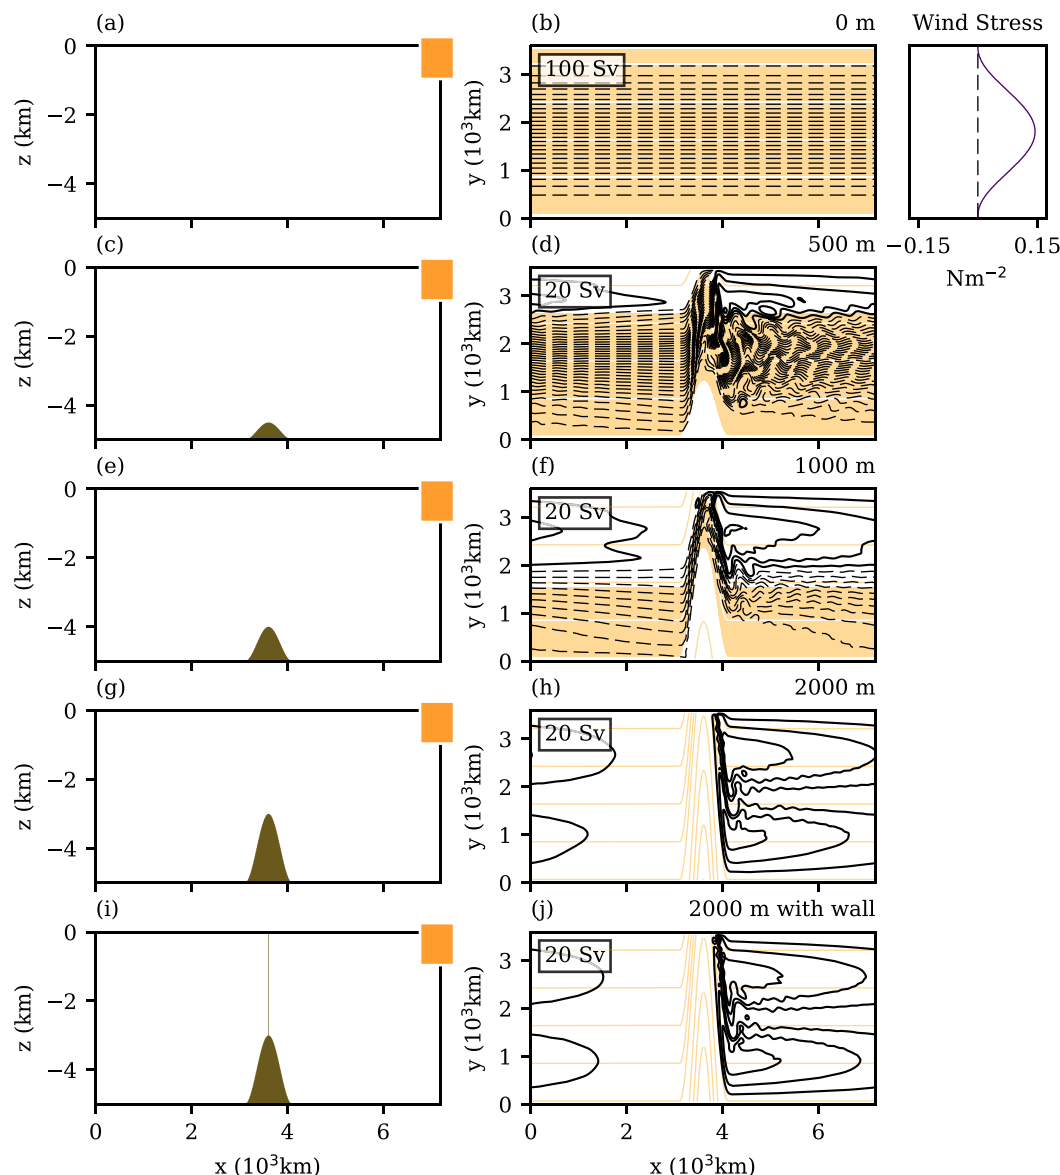 (a)
(b)
0 m
Wind Stress
0
−2
−4
z (km)
100 Sv
3
2
1
0
y (10³km)
−0.15
0.15
Nm⁻²
(c)
(d)
500 m
0
−2
−4
z (km)
20 Sv
3
2
1
0
y (10³km)
(e)
(f)
1000 m
0
−2
−4
z (km)
20 Sv
3
2
1
0
y (10³km)
(g)
(h)
2000 m
0
−2
−4
z (km)
20 Sv
3
2
1
0
y (10³km)
(i)
(j)
2000 m with wall
0
−2
−4
z (km)
20 Sv
3
2
1
0
y (10³km)
0 2 4 6
x (10³km)
0 2 4 6
x (10³km)